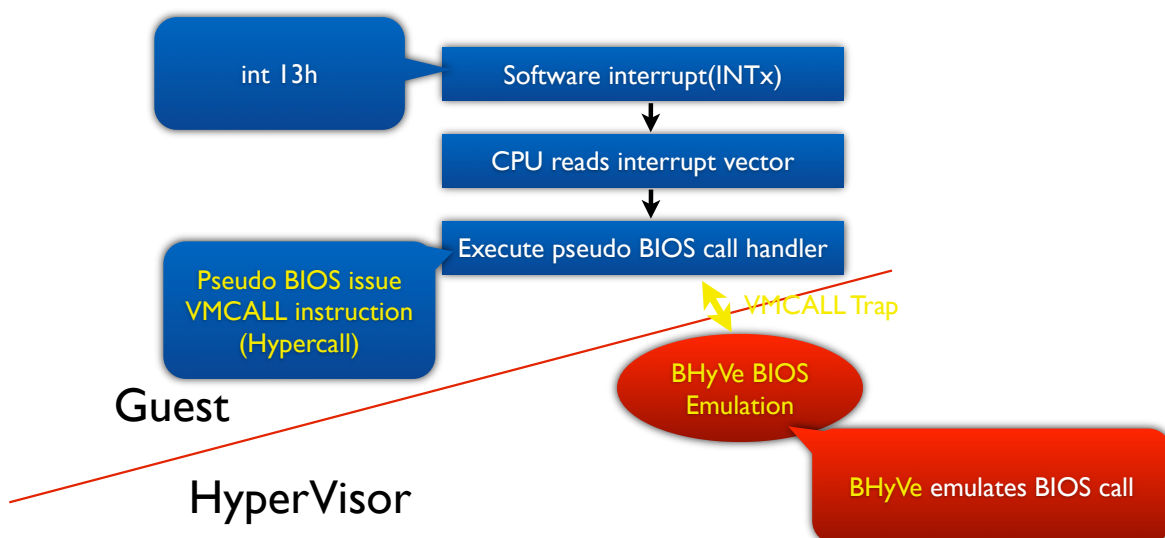 int 13h
Software interrupt(INTx)
CPU reads interrupt vector
Execute pseudo BIOS call handler
Pseudo BIOS issue
VMCALL instruction
(Hypercall)
VMCALL Trap
BHyVe BIOS
Emulation
Guest
HyperVisor
BHyVe emulates BIOS call